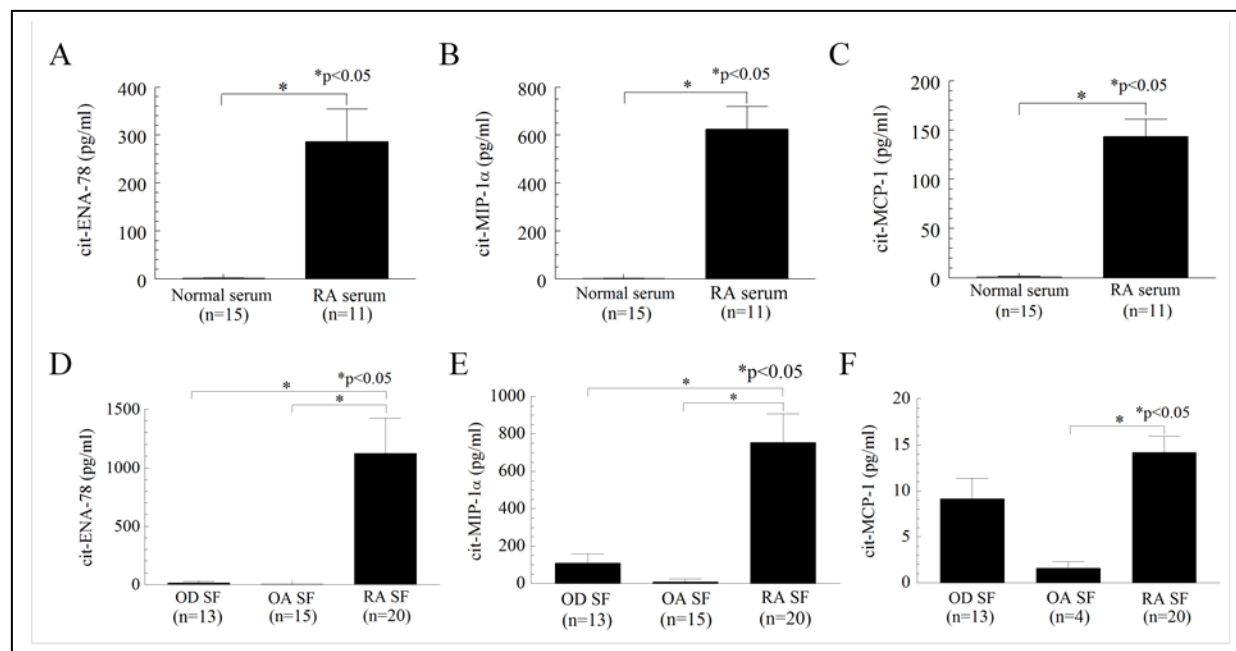 A
*p<0.05
*
400
300
200
100
0
cit-ENA-78 (pg/ml)
Normal serum
(n=15)
RA serum
(n=11)
B
*p<0.05
*
800
600
400
200
0
cit-MIP-1α (pg/ml)
Normal serum
(n=15)
RA serum
(n=11)
C
*p<0.05
*
200
150
100
50
0
cit-MCP-1 (pg/ml)
Normal serum
(n=15)
RA serum
(n=11)
D
*p<0.05
*
*
1500
1000
500
0
cit-ENA-78 (pg/ml)
OD SF
(n=13)
OA SF
(n=15)
RA SF
(n=20)
E
*p<0.05
*
*
1000
800
600
400
200
0
cit-MIP-1α (pg/ml)
OD SF
(n=13)
OA SF
(n=15)
RA SF
(n=20)
F
*p<0.05
*
20
15
10
5
0
cit-MCP-1 (pg/ml)
OD SF
(n=13)
OA SF
(n=4)
RA SF
(n=20)